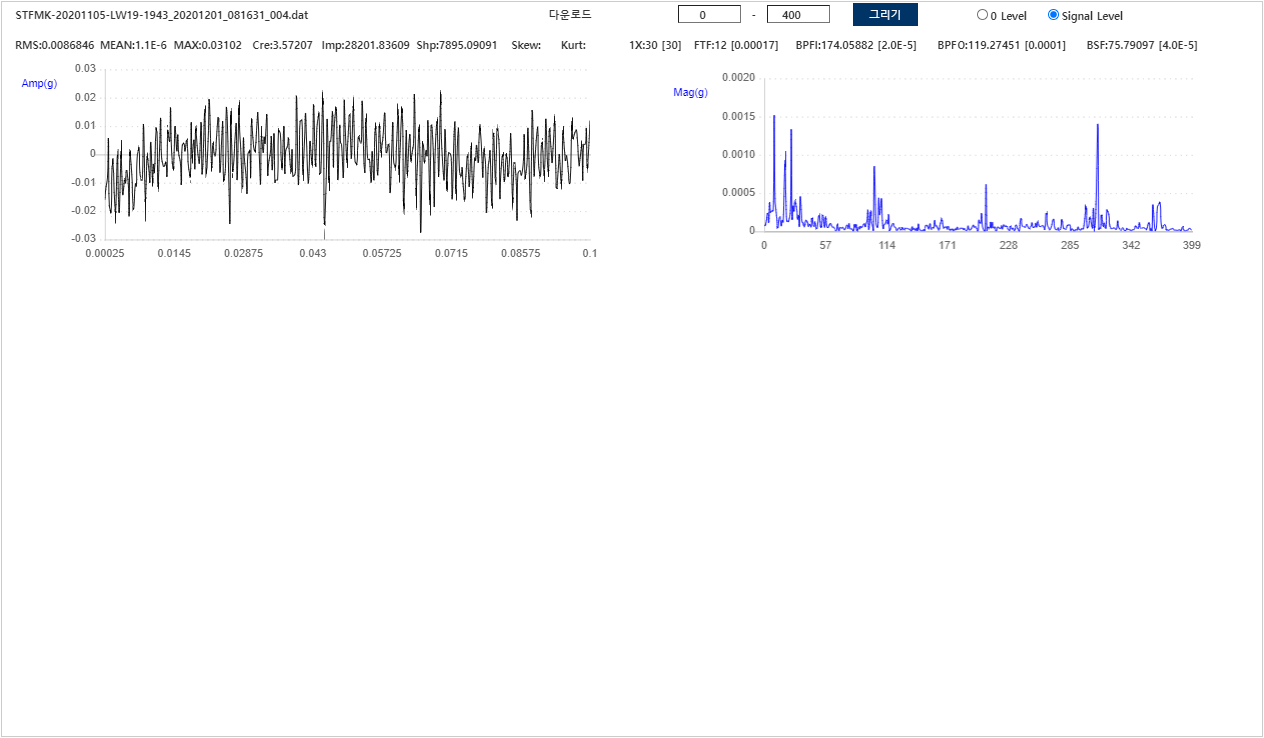 STFMK-20201105-LW19-1943_20201201_081631_004.dat 다운로드 0 - 400 그리기 0 Level Signal Level
RMS:0.0086846 MEAN:1.1E-6 MAX:0.03102 Cre:3.57207 Imp:28201.83609 Shp:7895.09091 Skew: Kurt: 1X:30 [30] FTF:12 [0.00017] BPFI:174.05882 [2.0E-5] BPFO:119.27451 [0.0001] BSF:75.79097 [4.0E-5]
Amp(g)
0.03
0.02
0.01
0
-0.01
-0.02
-0.03
0.00025 0.0145 0.02875 0.043 0.05725 0.0715 0.08575 0.1
Mag(g)
0.0020
0.0015
0.0010
0.0005
0
0 57 114 171 228 285 342 399